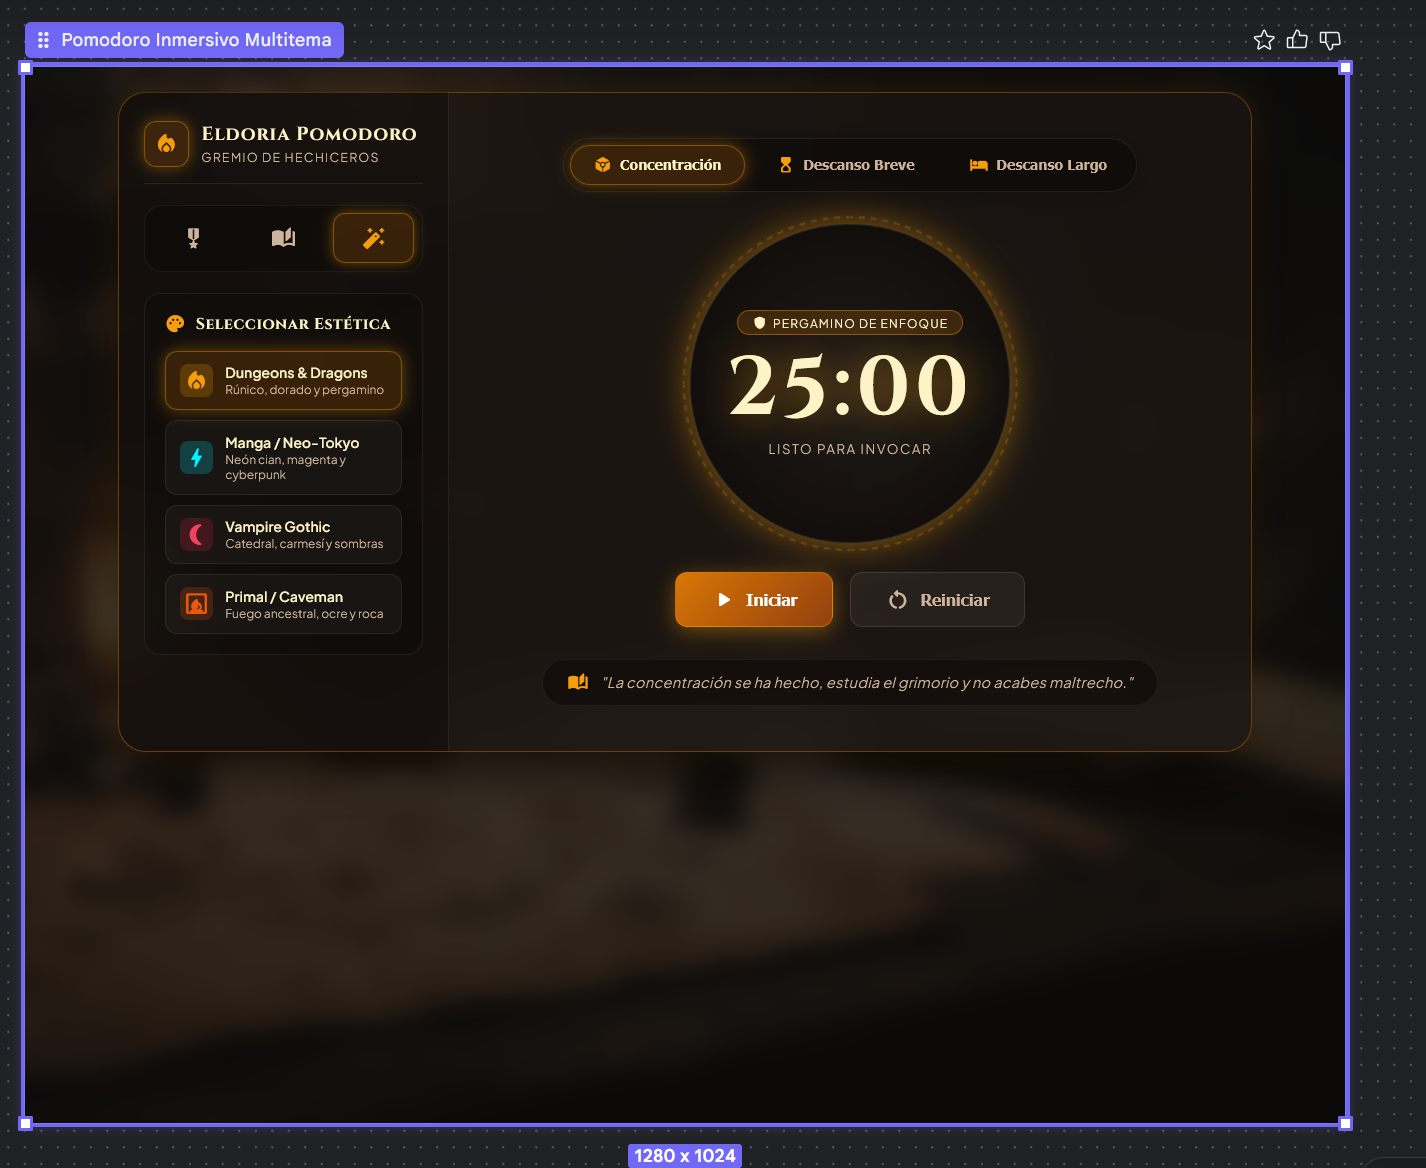 Pomodoro Inmersivo Multitema
Eldoria Pomodoro
GREMIO DE HECHICEROS
Seleccionar Estética
Dungeons & Dragons
Rúnico, dorado y pergamino
Manga / Neo-Tokyo
Neón cian, magenta y
cyberpunk
Vampire Gothic
Catedral, carmesí y sombras
Primal / Caveman
Fuego ancestral, ocre y roca
Concentración
Descanso Breve
Descanso Largo
PERGAMINO DE ENFOQUE
25:00
LISTO PARA INVOCAR
Iniciar
Reiniciar
"La concentración se ha hecho, estudia el grimorio y no acabes maltrecho."
1280 x 1024